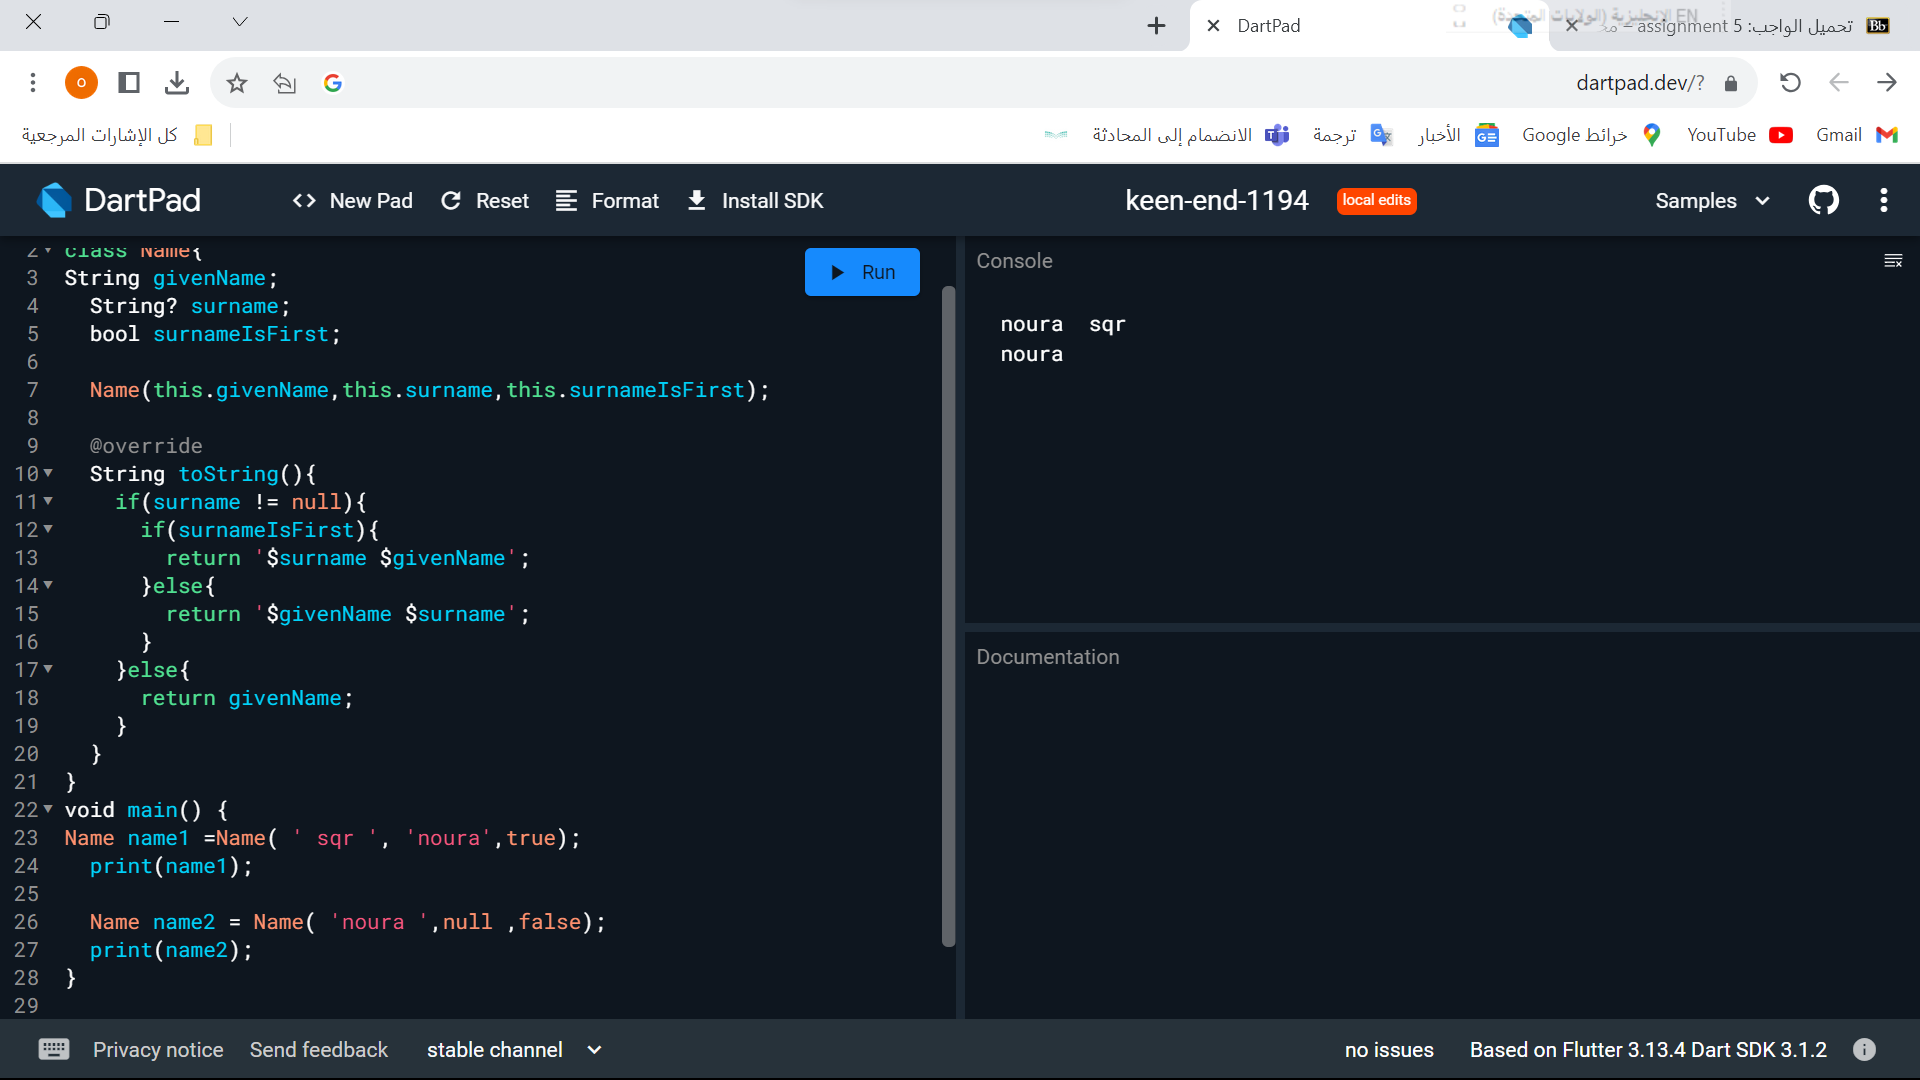 DartPad
EN الإنجليزية (الولايات المتحدة)
تحميل الواجب: assignment 5 –
dartpad.dev/?
كل الإشارات المرجعية
الانضمام إلى المحادثة
ترجمة
الأخبار
خرائط Google
YouTube
Gmail
DartPad
<> New Pad
Reset
Format
Install SDK
keen-end-1194
local edits
Samples
2 class Name{
3 String givenName;
4 String? surname;
5 bool surnameIsFirst;
6
7 Name(this.givenName,this.surname,this.surnameIsFirst);
8
9 @override
10 String toString(){
11 if(surname != null){
12 if(surnameIsFirst){
13 return '$surname $givenName';
14 }else{
15 return '$givenName $surname';
16 }
17 }else{
18 return givenName;
19 }
20 }
21 }
22 void main() {
23 Name name1 =Name( ' sqr ', 'noura',true);
24 print(name1);
25
26 Name name2 = Name( 'noura ',null ,false);
27 print(name2);
28 }
29
Run
Console
noura  sqr
noura
Documentation
Privacy notice
Send feedback
stable channel
no issues
Based on Flutter 3.13.4 Dart SDK 3.1.2